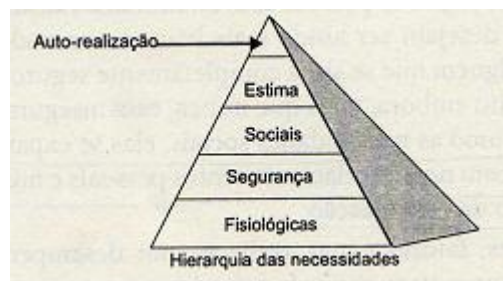 Auto-realização
Estima
Sociais
Segurança
Fisiológicas
Hierarquia das necessidades